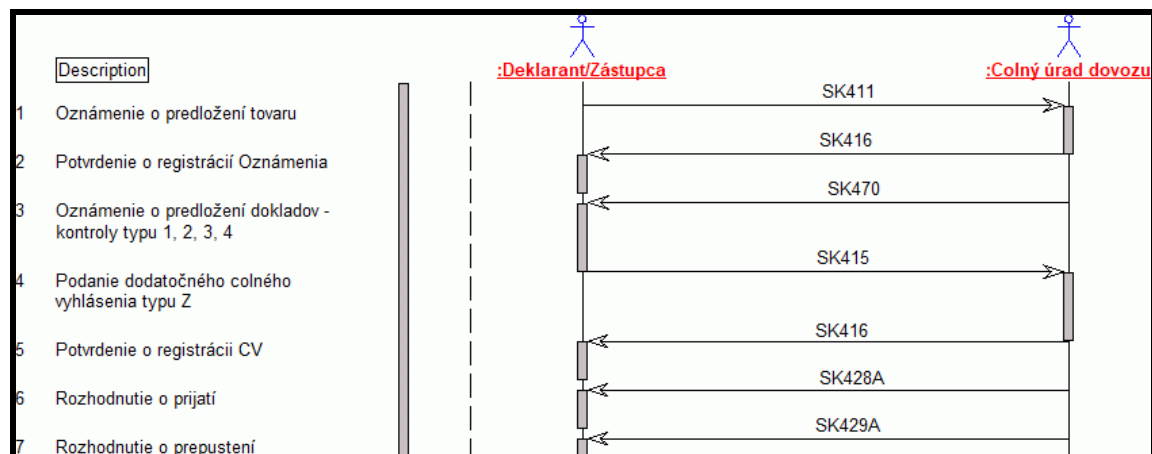 Description
:Deklarant/Zástupca
:Colný úrad dovozu
SK411
1 Oznámenie o predložení tovaru
SK416
2 Potvrdenie o registrácií Oznámenia
SK470
3 Oznámenie o predložení dokladov -
kontroly typu 1, 2, 3, 4
SK415
4 Podanie dodatočného colného
vyhlásenia typu Z
SK416
5 Potvrdenie o registrácii CV
SK428A
6 Rozhodnutie o prijatí
SK429A
7 Rozhodnutie o prepustení